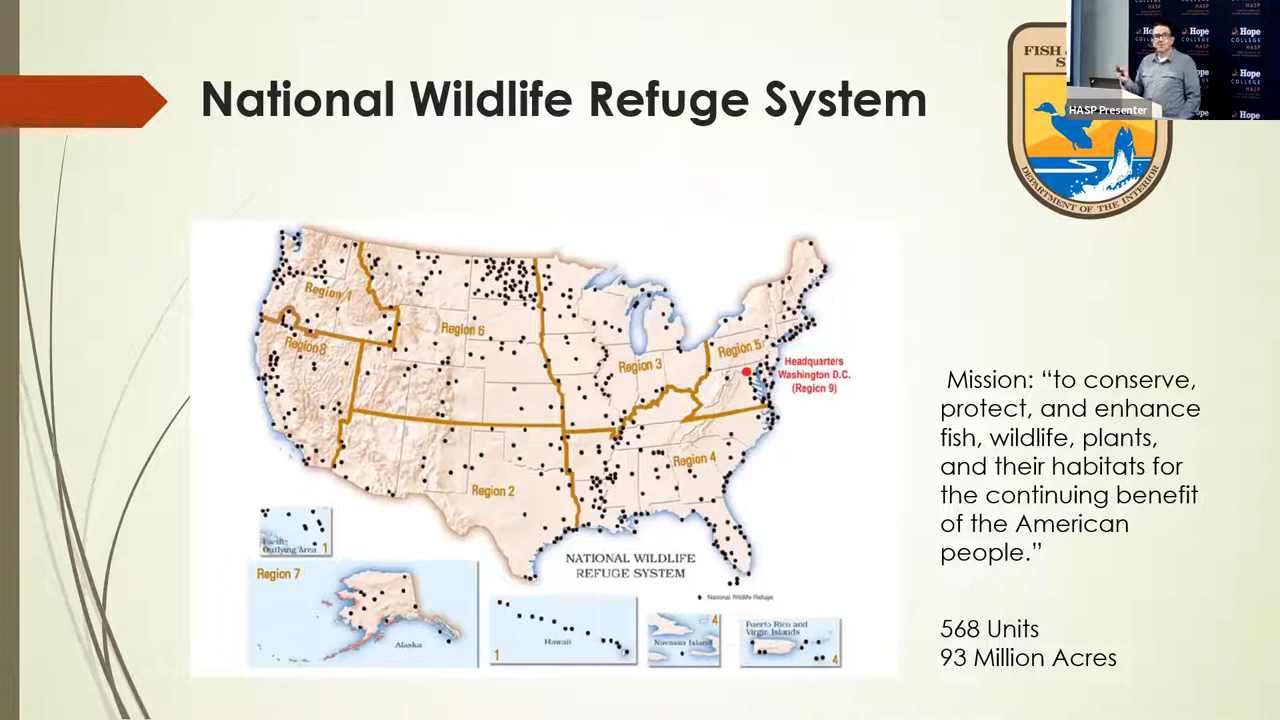 National Wildlife Refuge System
FISH
S
DEPARTMENT OF THE INTERIOR
HASP Presenter
Hope
COLLEGE
HASP
Region 1
Region 6
Region 8
Region 3
Region 5
Headquarters
Washington D.C.
(Region 9)
Region 4
Region 2
NATIONAL WILDLIFE
REFUGE SYSTEM
National Wildlife Refuge
Pacific
Outlying Area 1
Region 7
Alaska
Hawaii
1
Navassa Island
4
Puerto Rico and
Virgin Islands
4
Mission: “to conserve,
protect, and enhance
fish, wildlife, plants,
and their habitats for
the continuing benefit
of the American
people.”
568 Units
93 Million Acres